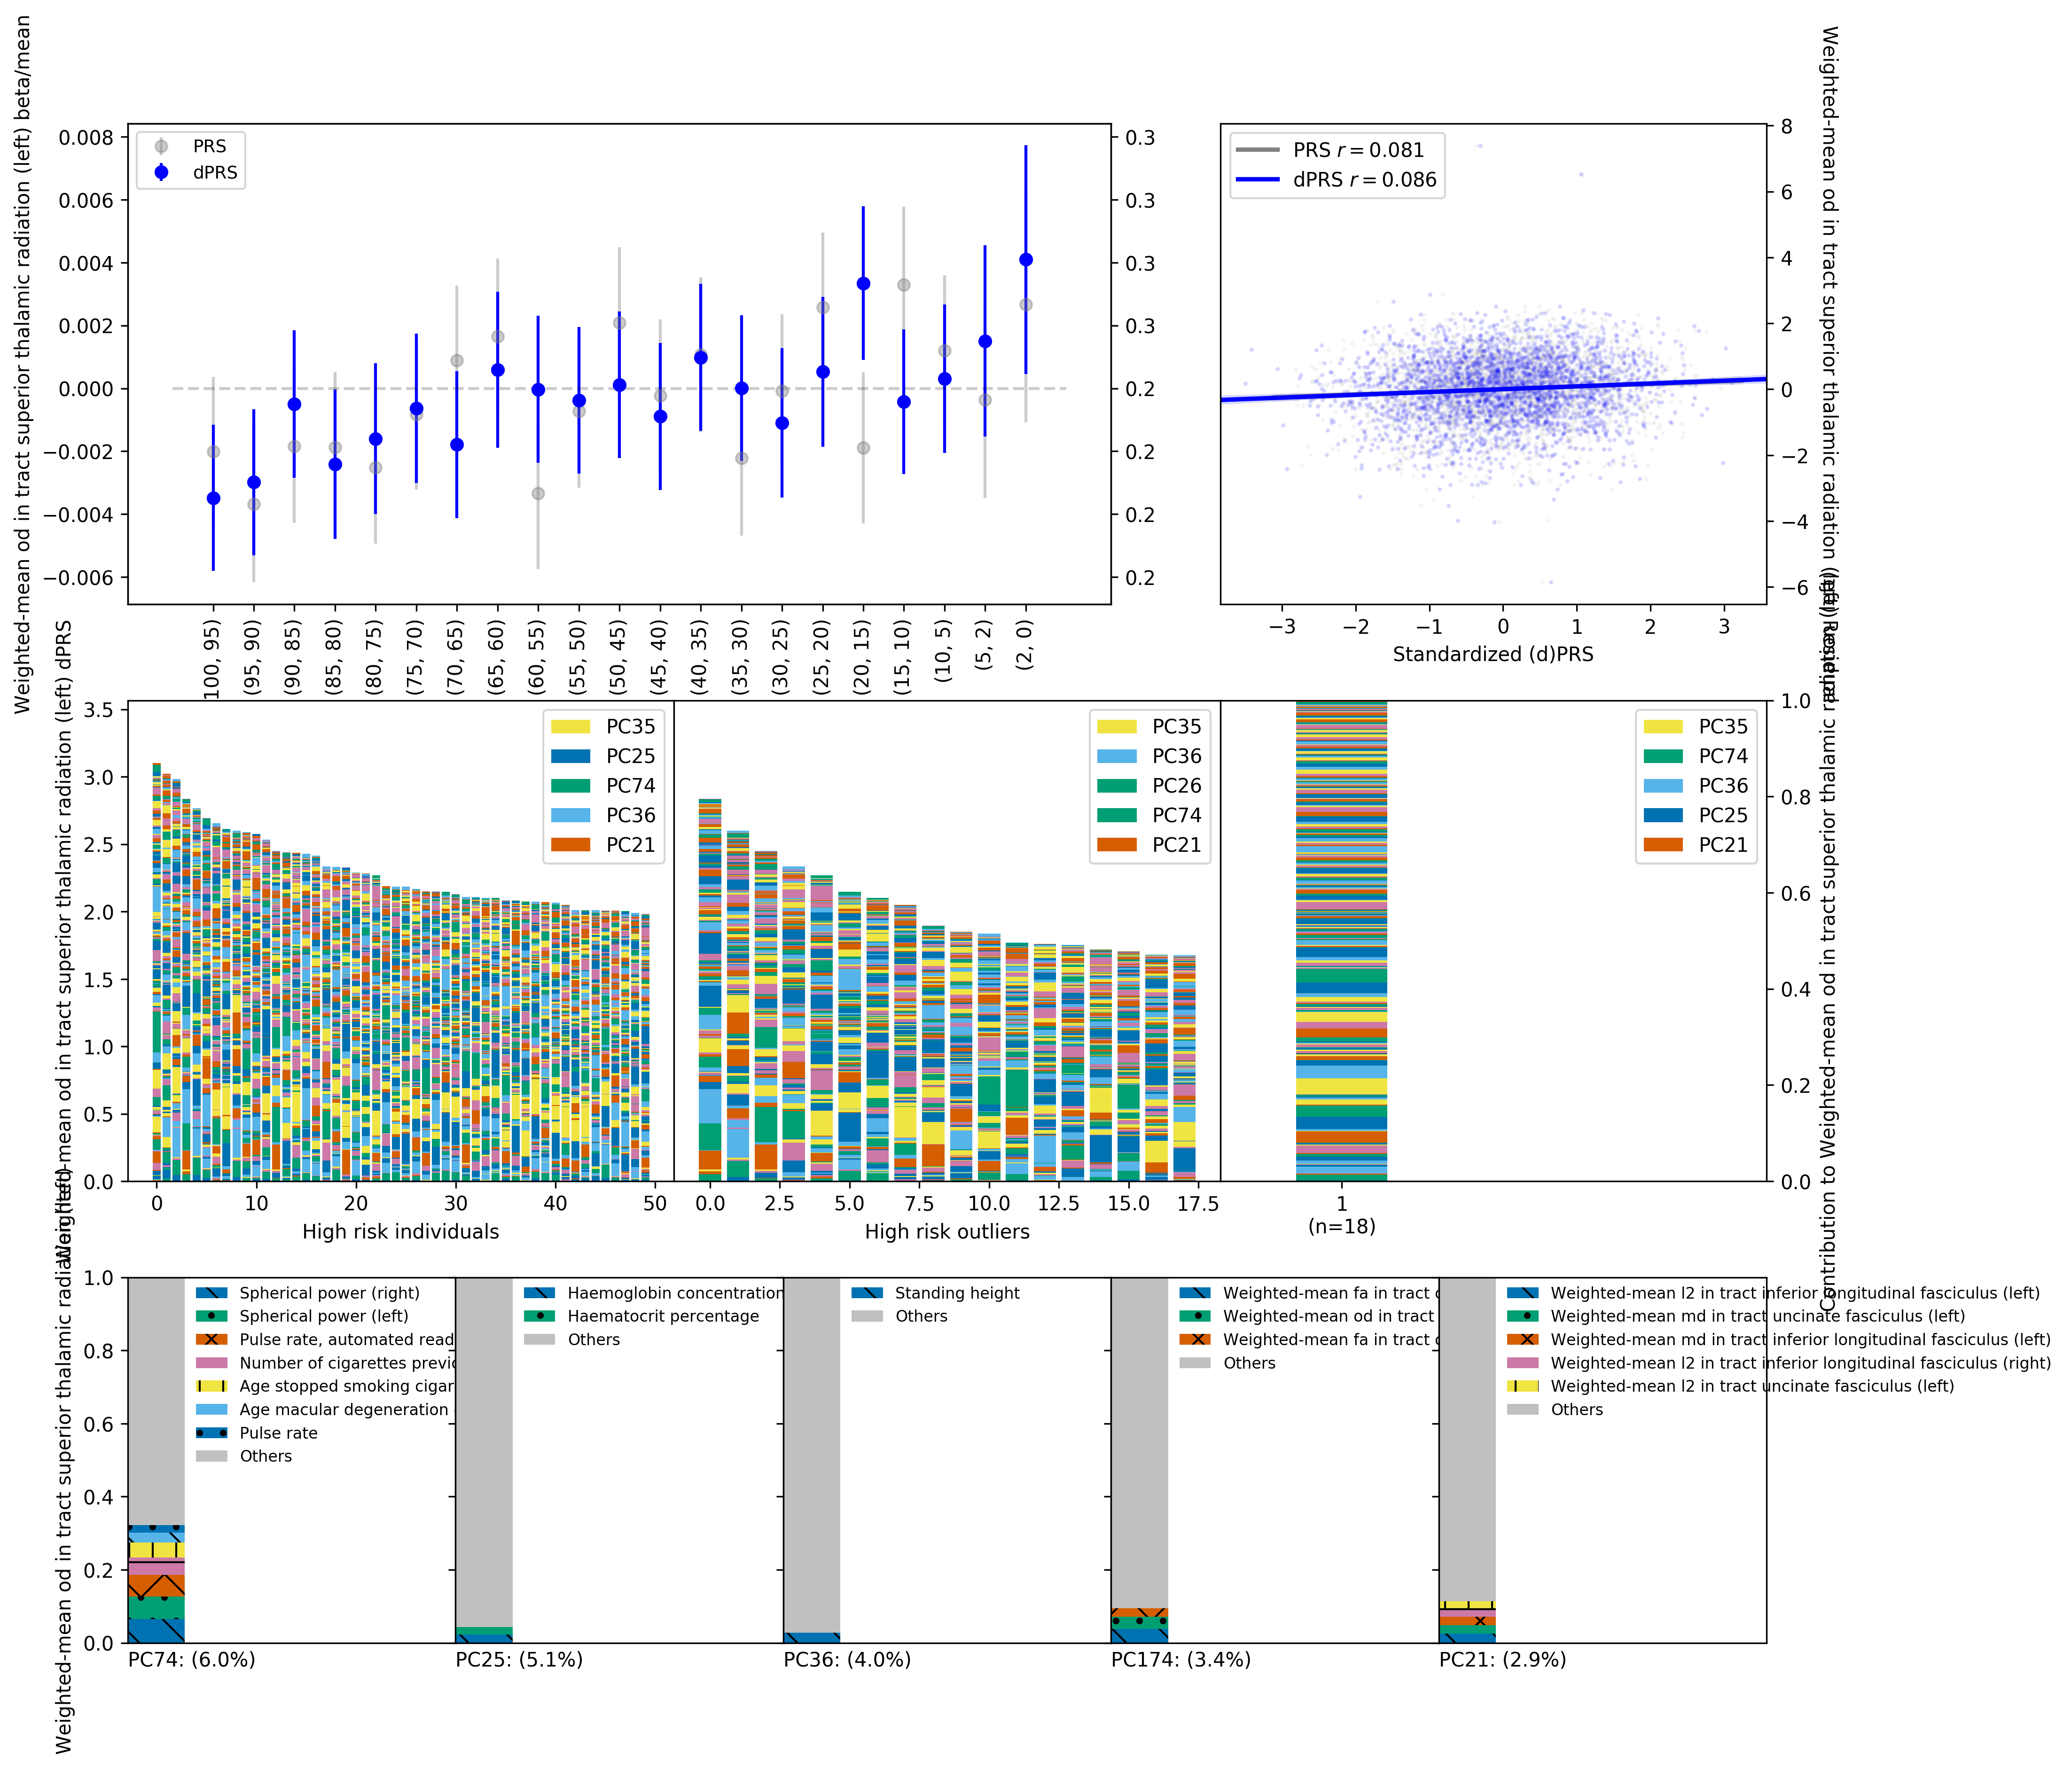 Weighted-mean od in tract superior thalamic radiation (left) beta/mean
0.008
0.006
0.004
0.002
0.000
−0.002
−0.004
−0.006
PRS
dPRS
0.3
0.3
0.3
0.3
0.2
0.2
0.2
0.2
100, 95)
(95, 90)
(90, 85)
(85, 80)
(80, 75)
(75, 70)
(70, 65)
(65, 60)
(60, 55)
(55, 50)
(50, 45)
(45, 40)
(40, 35)
(35, 30)
(30, 25)
(25, 20)
(20, 15)
(15, 10)
(10, 5)
(5, 2)
(2, 0)
PRS r = 0.081
dPRS r = 0.086
8
6
4
2
0
−2
−4
−6
−3
−2
−1
0
1
2
3
Standardized (d)PRS
Weighted-mean od in tract superior thalamic radiation (left)
-mean od in tract superior thalamic radiation (left) dPRS
3.5
3.0
2.5
2.0
1.5
1.0
0.5
0.0
PC35
PC25
PC74
PC36
PC21
0
10
20
30
40
50
High risk individuals
PC35
PC36
PC26
PC74
PC21
0.0
2.5
5.0
7.5
10.0
12.5
15.0
17.5
High risk outliers
PC35
PC74
PC36
PC25
PC21
1
(n=18)
1.0
0.8
0.6
0.4
0.2
0.0
Contribution to Weighted-mean od in tract superior thalamic
Weighted-mean od in tract superior thalamic radiation
1.0
0.8
0.6
0.4
0.2
0.0
Spherical power (right)
Spherical power (left)
Pulse rate, automated read
Number of cigarettes previo
Age stopped smoking cigar
Age macular degeneration
Pulse rate
Others
PC74: (6.0%)
Haemoglobin concentration
Haematocrit percentage
Others
PC25: (5.1%)
Standing height
Others
PC36: (4.0%)
Weighted-mean fa in tract
Weighted-mean od in tract
Weighted-mean fa in tract
Others
PC174: (3.4%)
Weighted-mean l2 in tract inferior longitudinal fasciculus (left)
Weighted-mean md in tract uncinate fasciculus (left)
Weighted-mean md in tract inferior longitudinal fasciculus (left)
Weighted-mean l2 in tract inferior longitudinal fasciculus (right)
Weighted-mean l2 in tract uncinate fasciculus (left)
Others
PC21: (2.9%)